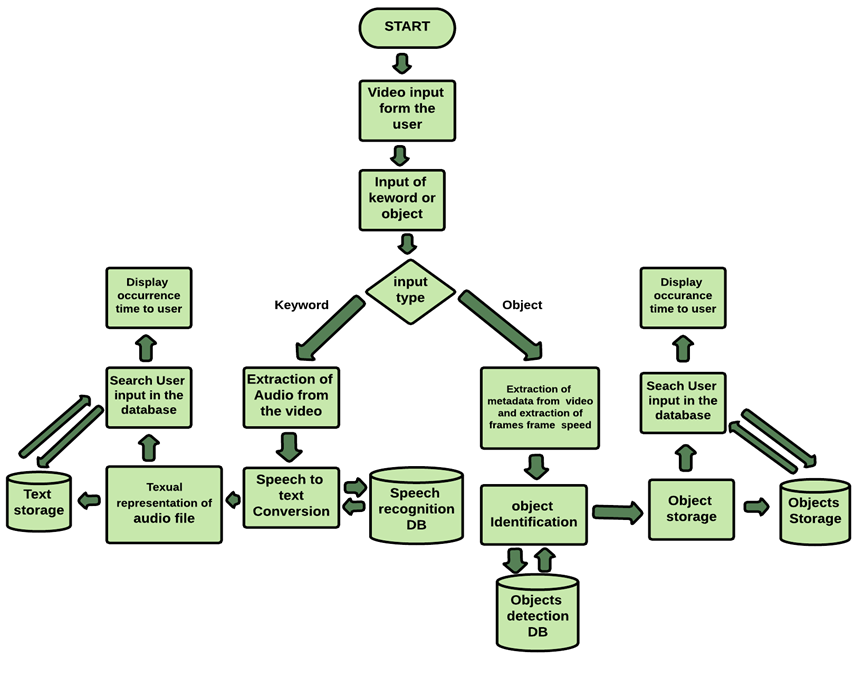 START
Video input
form the
user
Input of
keword or
object
input
type
Keyword
Object
Display
occurrence
time to user
Display
occurance
time to user
Search User
input in the
database
Extraction of
Audio from
the video
Extraction of
metadata from video
and extraction of
frames frame speed
Seach User
input in the
database
Text
storage
Texual
representation of
audio file
Speech to
text
Conversion
Speech
recognition
DB
object
Identification
Object
storage
Objects
Storage
Objects
detection
DB